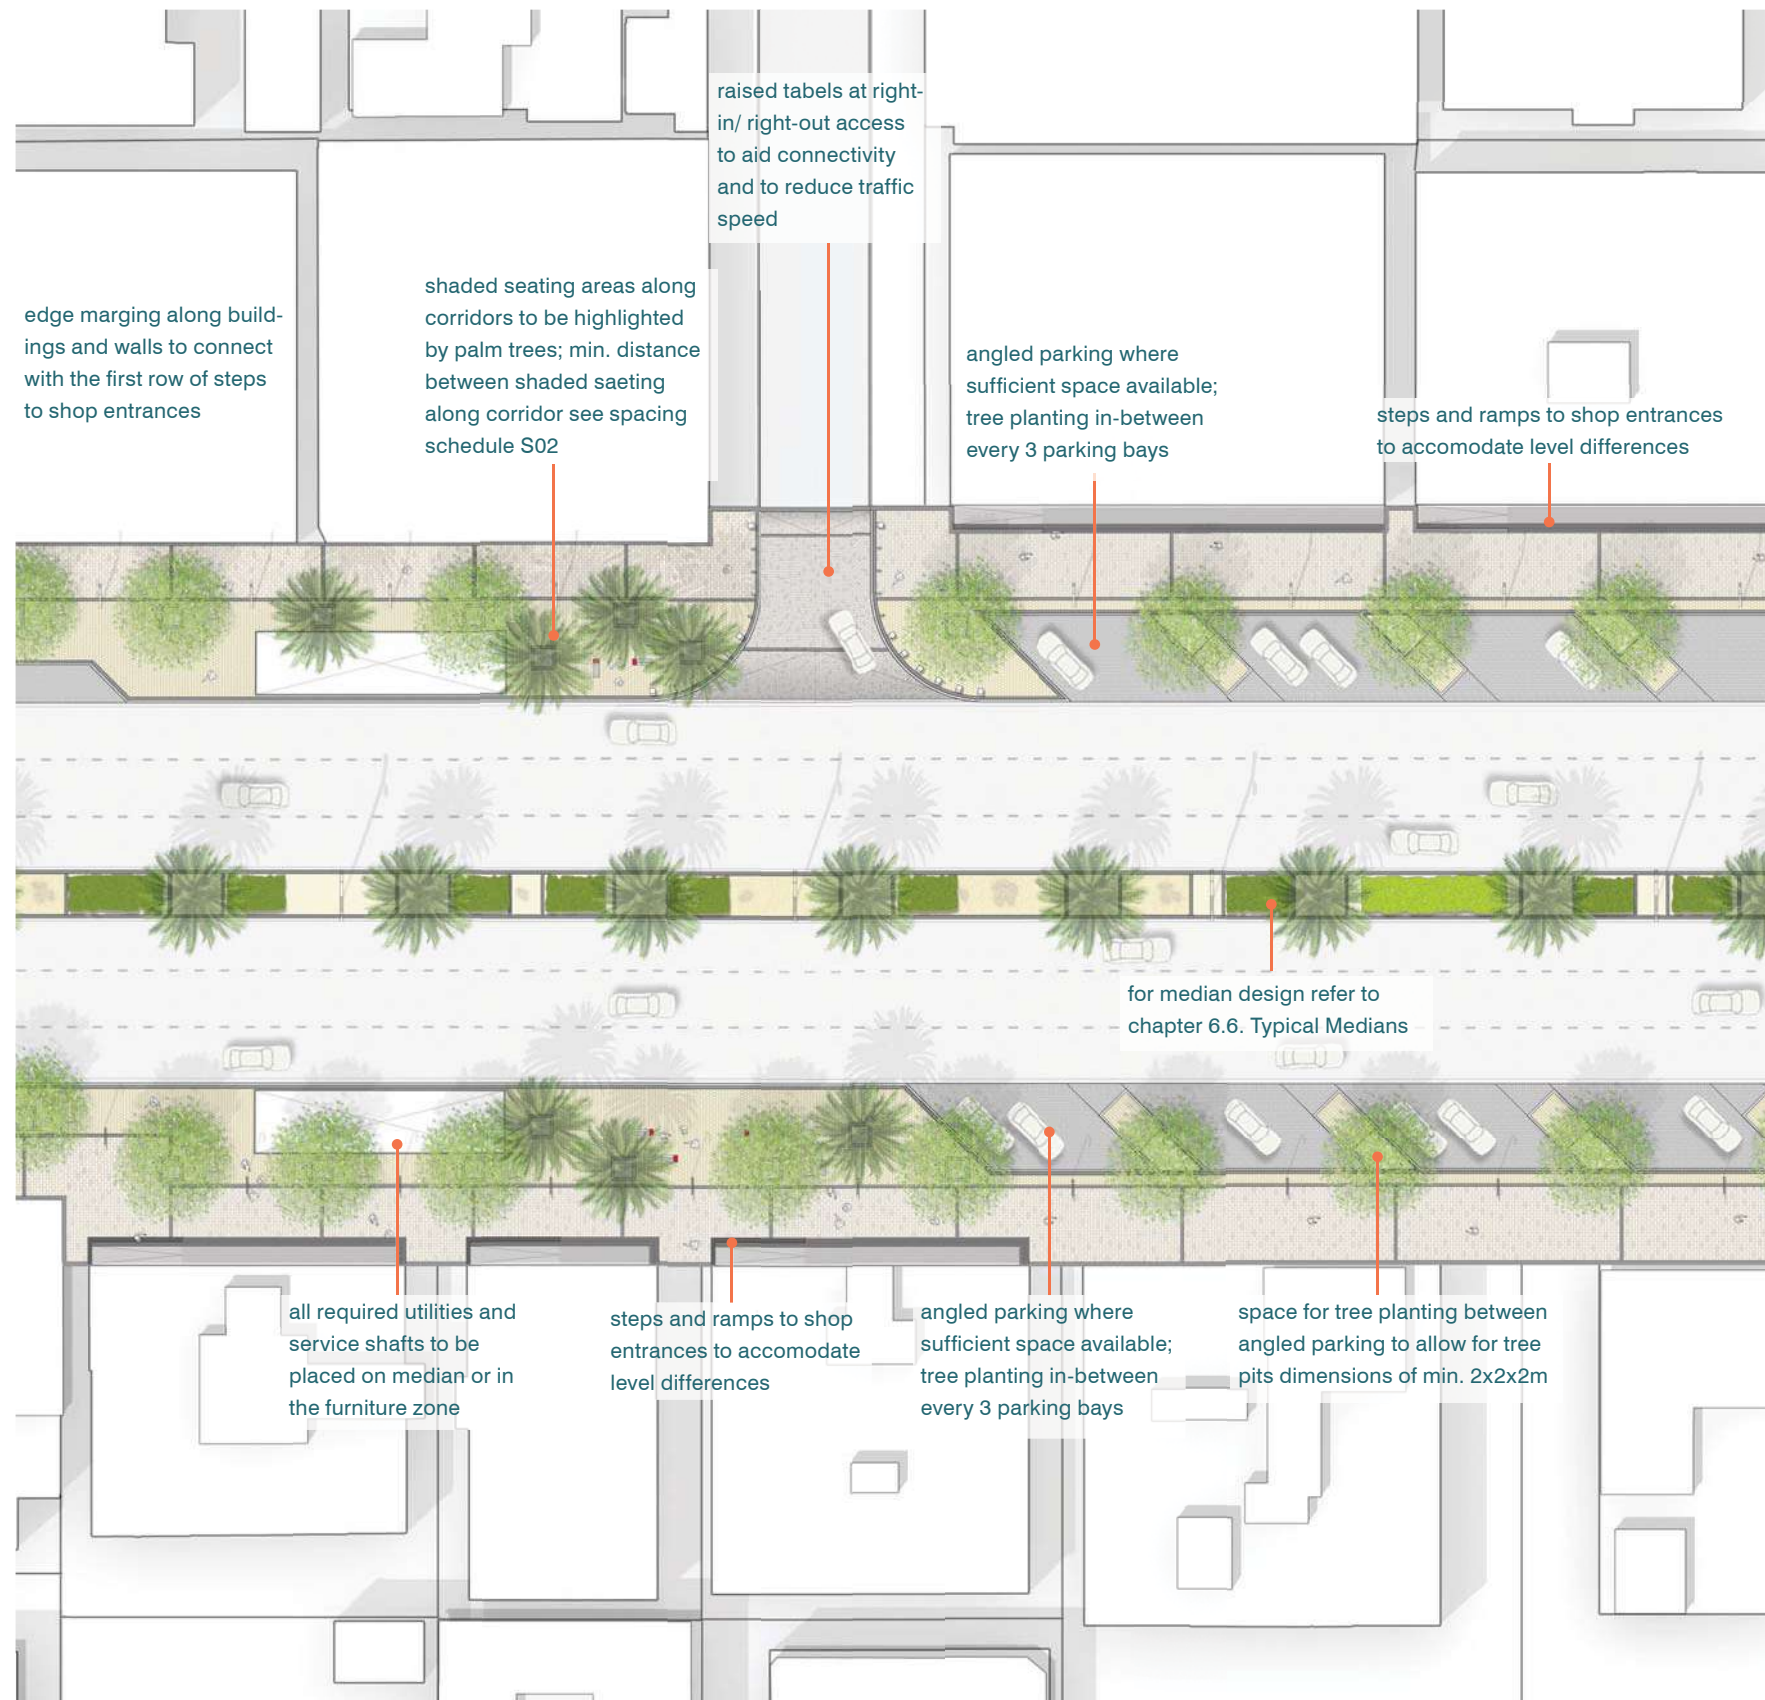 raised tabels at right-
in/ right-out access
to aid connectivity
and to reduce traffic
speed
edge marging along build-
ings and walls to connect
with the first row of steps
to shop entrances
shaded seating areas along
corridors to be highlighted
by palm trees; min. distance
between shaded saeting
along corridor see spacing
schedule S02
angled parking where
sufficient space available;
tree planting in-between
every 3 parking bays
steps and ramps to shop entrances
to accomodate level differences
for median design refer to
chapter 6.6. Typical Medians
all required utilities and
service shafts to be
placed on median or in
the furniture zone
steps and ramps to shop
entrances to accomodate
level differences
angled parking where
sufficient space available;
tree planting in-between
every 3 parking bays
space for tree planting between
angled parking to allow for tree
pits dimensions of min. 2x2x2m